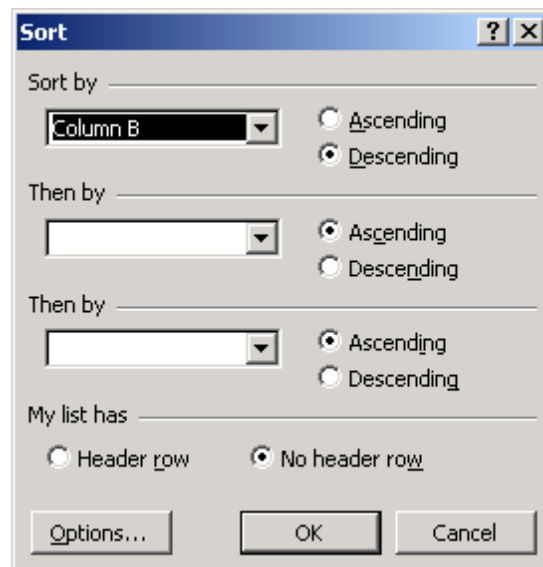 Sort
Sort by
Column B
Ascending
Descending
Then by
Ascending
Descending
Then by
Ascending
Descending
My list has
Header row
No header row
Options...
OK
Cancel